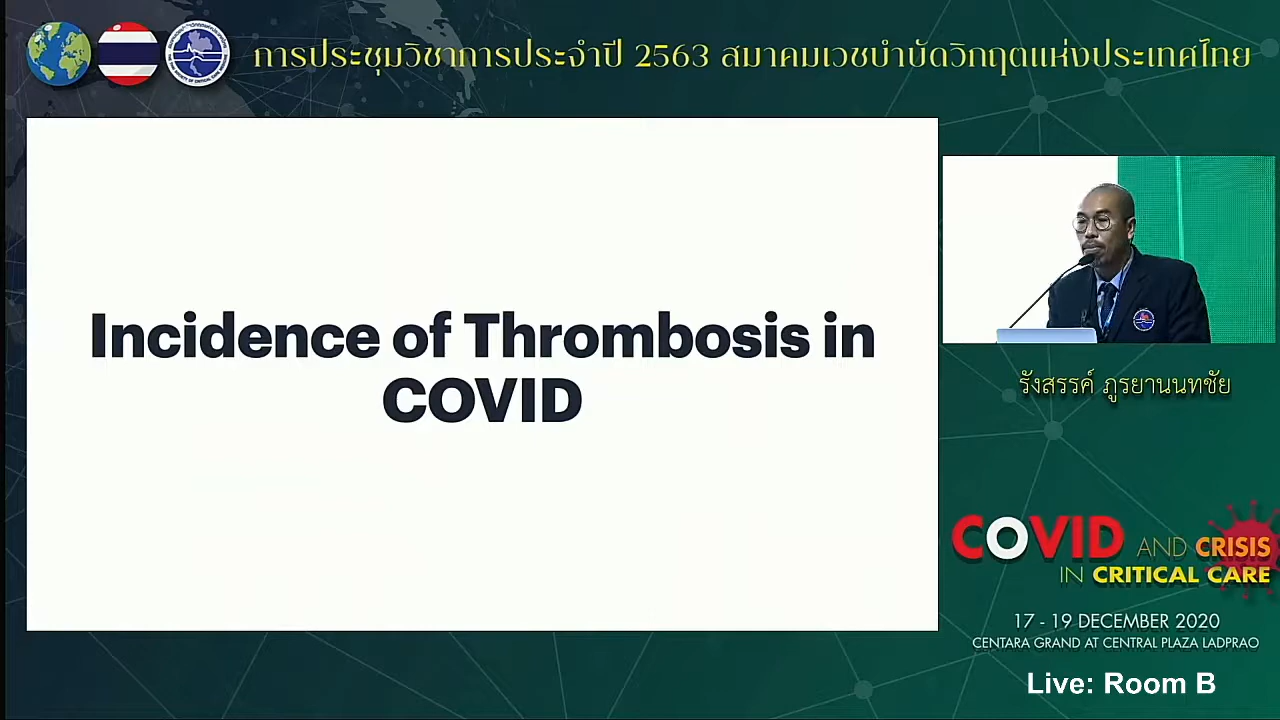 การประชุมวิชาการประจำปี 2563 สมาคมเวชบำบัดวิกฤตแห่งประเทศไทย
Incidence of Thrombosis in
COVID
รังสรรค์ ภูรยานนทชัย
COVID AND CRISIS
IN CRITICAL CARE
17 - 19 DECEMBER 2020
CENTARA GRAND AT CENTRAL PLAZA LADPRAO
Live: Room B